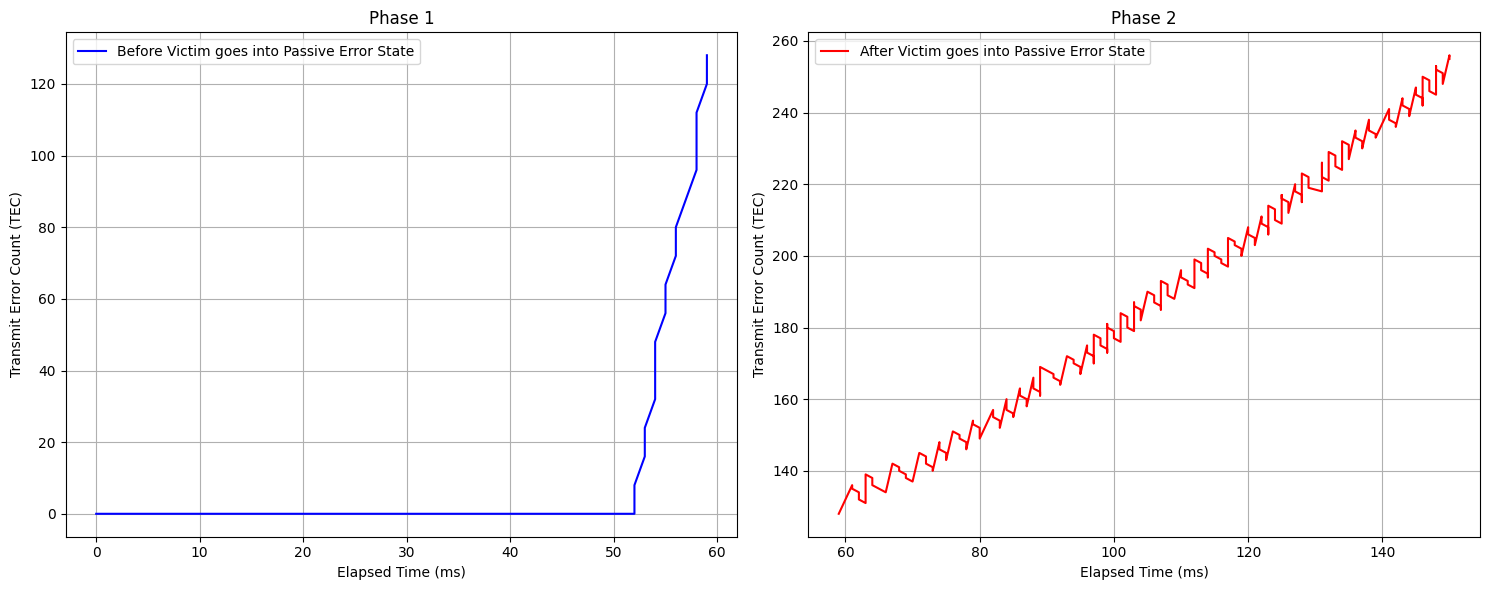 Phase 1
Before Victim goes into Passive Error State
Transmit Error Count (TEC)
120
100
80
60
40
20
0
0 10 20 30 40 50 60
Elapsed Time (ms)
Phase 2
After Victim goes into Passive Error State
Transmit Error Count (TEC)
260
240
220
200
180
160
140
60 80 100 120 140
Elapsed Time (ms)